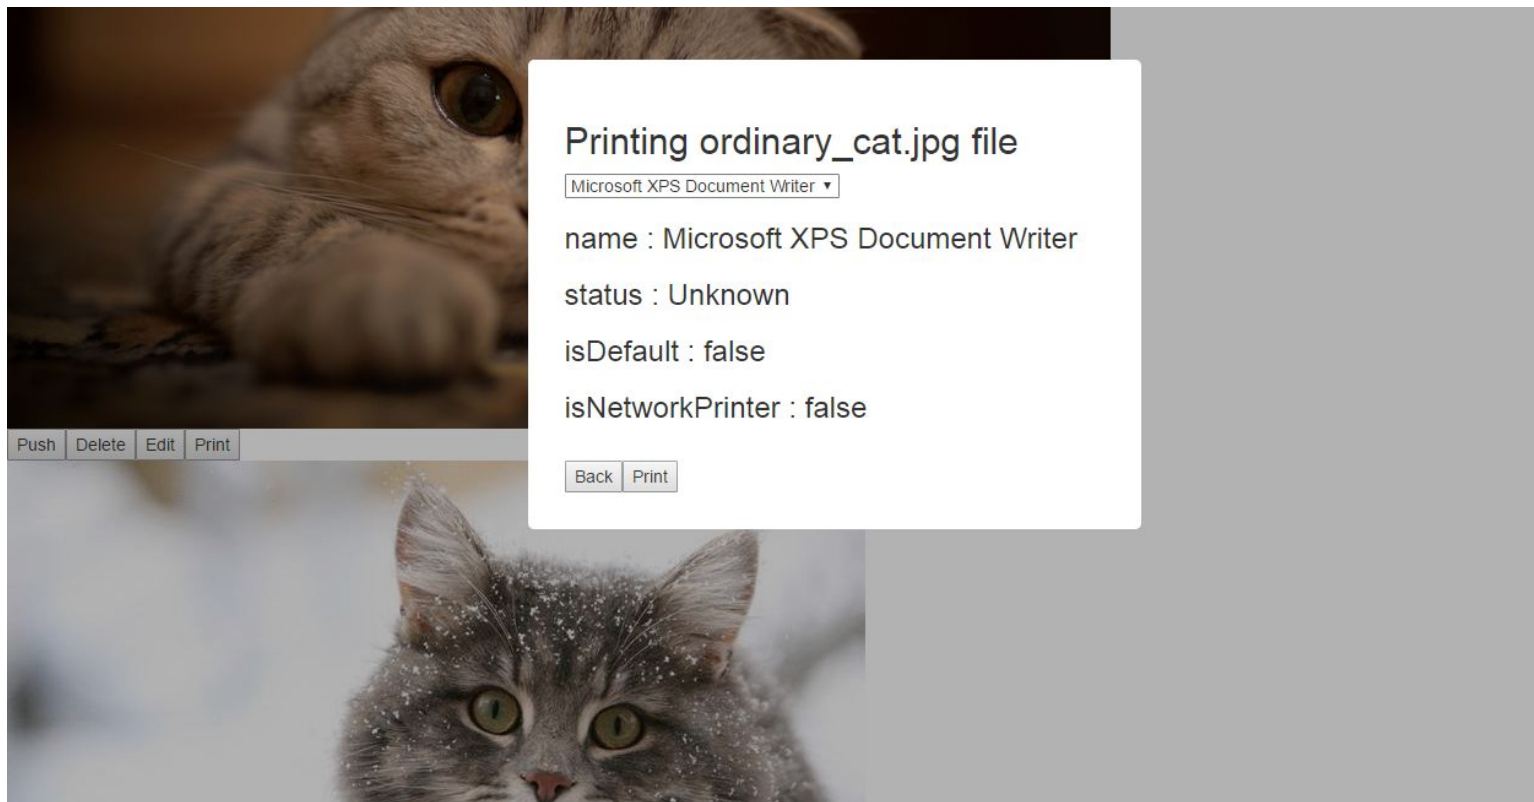 Printing ordinary_cat.jpg file
Microsoft XPS Document Writer
name : Microsoft XPS Document Writer
status : Unknown
isDefault : false
isNetworkPrinter : false
Back Print
Push Delete Edit Print